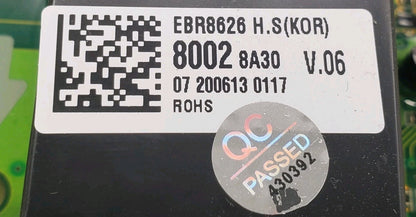 EBR8626 H.S(KOR)
8002 8A30 V.06
07 200613 0117
ROHS
QC
PASSED
430392